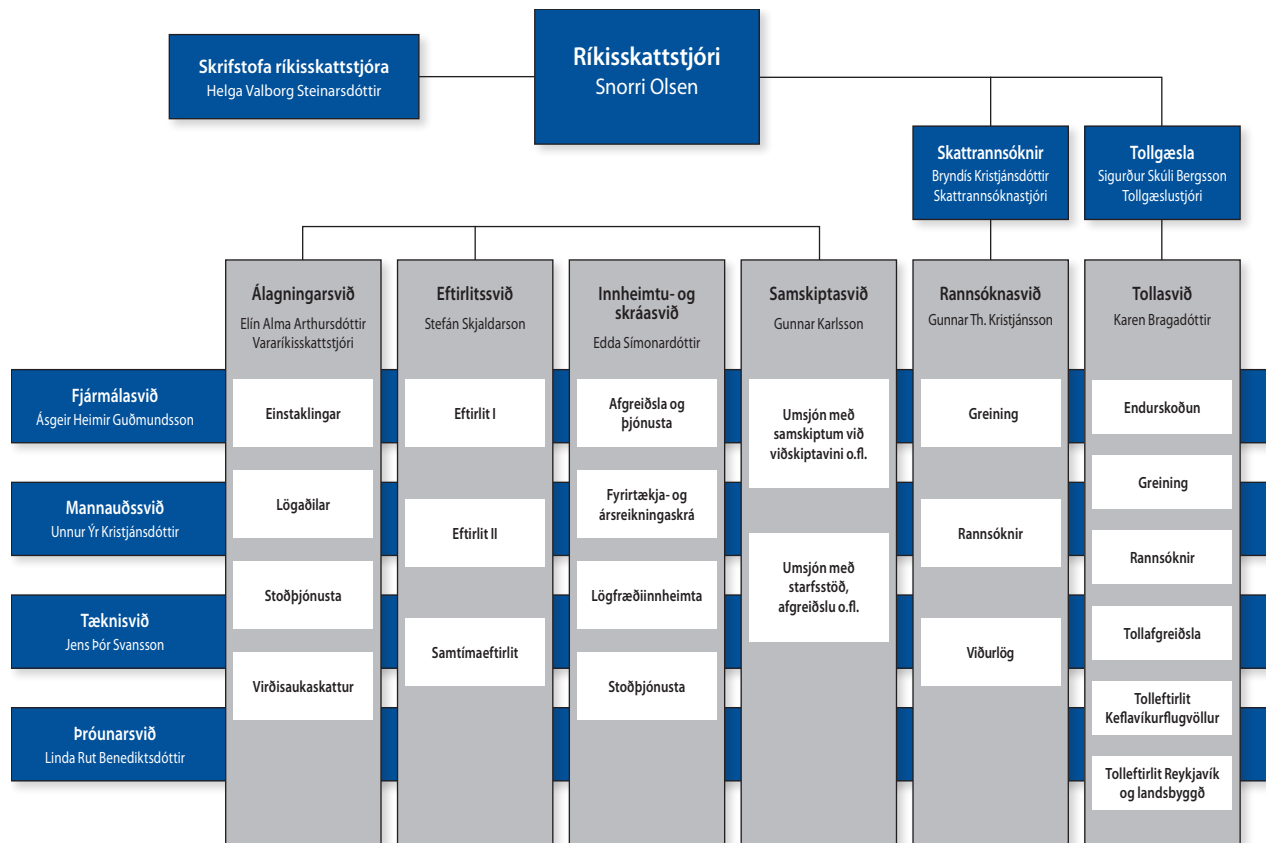 Ríkisskattstjóri
Snorri Olsen
Skrifstofa ríkisskattstjóra
Helga Valborg Steinarsdóttir
Skattrannsóknir
Bryndís Kristjánsdóttir
Skattrannsóknastjóri
Tollgæsla
Sigurður Skúli Bergsson
Tollgæslustjóri
Álagningarsvið
Elín Alma Arthursdóttir
Vararíkisskattstjóri
Einstaklingar
Lögaðilar
Stoðþjónusta
Virðisaukaskattur
Eftirlitssvið
Stefán Skjaldarson
Eftirlit I
Eftirlit II
Samtímaeftirlit
Innheimtu- og
skráasvið
Edda Símonardóttir
Afgreiðsla og
þjónusta
Fyrirtækja- og
ársreikningaskrá
Lögfræðiinnheimta
Stoðþjónusta
Samskiptasvið
Gunnar Karlsson
Umsjón með
samskiptum við
viðskiptavini o.fl.
Umsjón með
starfsstöð,
afgreiðslu o.fl.
Rannsóknasvið
Gunnar Th. Kristjánsson
Greining
Rannsóknir
Viðurlög
Tollasvið
Karen Bragadóttir
Endurskoðun
Greining
Rannsóknir
Tollafgreiðsla
Tolleftirlit
Keflavíkurflugvöllur
Tolleftirlit Reykjavík
og landsbyggð
Fjármálasvið
Ásgeir Heimir Guðmundsson
Mannauðssvið
Unnur Ýr Kristjánsdóttir
Tæknisvið
Jens Þór Svansson
Þróunarsvið
Linda Rut Benediktsdóttir